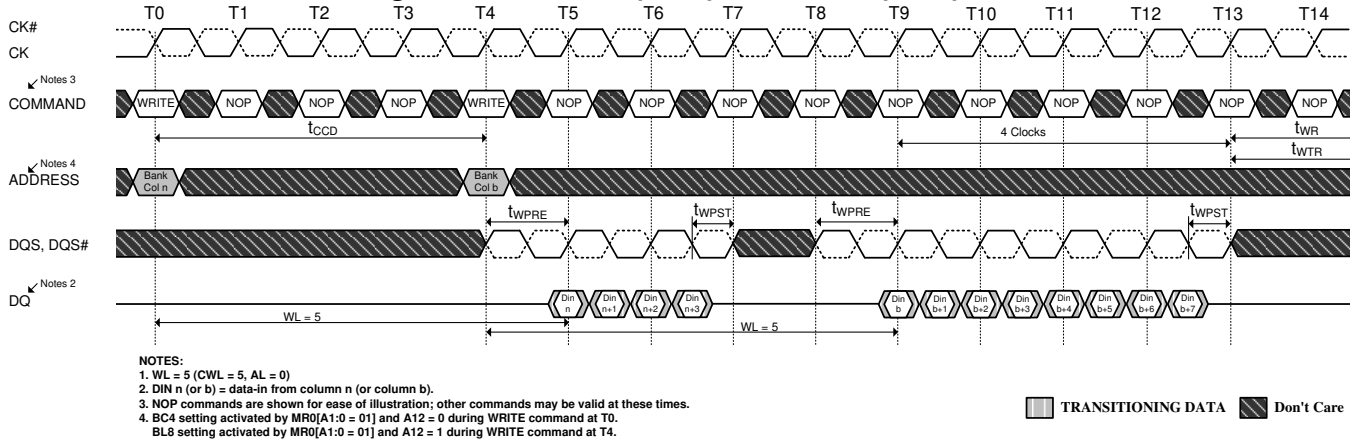 T0 T1 T2 T3 T4 T5 T6 T7 T8 T9 T10 T11 T12 T13 T14
CK#
CK
Notes 3
COMMAND WRITE NOP NOP NOP WRITE NOP NOP NOP NOP NOP NOP NOP NOP NOP NOP
tCCD 4 Clocks tWR
tWTR
Notes 4
ADDRESS Bank Col n Bank Col b
tWPRE tWPST tWPRE tWPST
DQS, DQS#
Notes 2
DQ Din n Din n+1 Din n+2 Din n+3 Din b Din b+1 Din b+2 Din b+3 Din b+4 Din b+5 Din b+6 Din b+7
WL = 5 WL = 5
NOTES:
1. WL = 5 (CWL = 5, AL = 0)
2. DIN n (or b) = data-in from column n (or column b).
3. NOP commands are shown for ease of illustration; other commands may be valid at these times.
4. BC4 setting activated by MR0[A1:0 = 01] and A12 = 0 during WRITE command at T0.
BL8 setting activated by MR0[A1:0 = 01] and A12 = 1 during WRITE command at T4.
TRANSITIONING DATA Don't Care